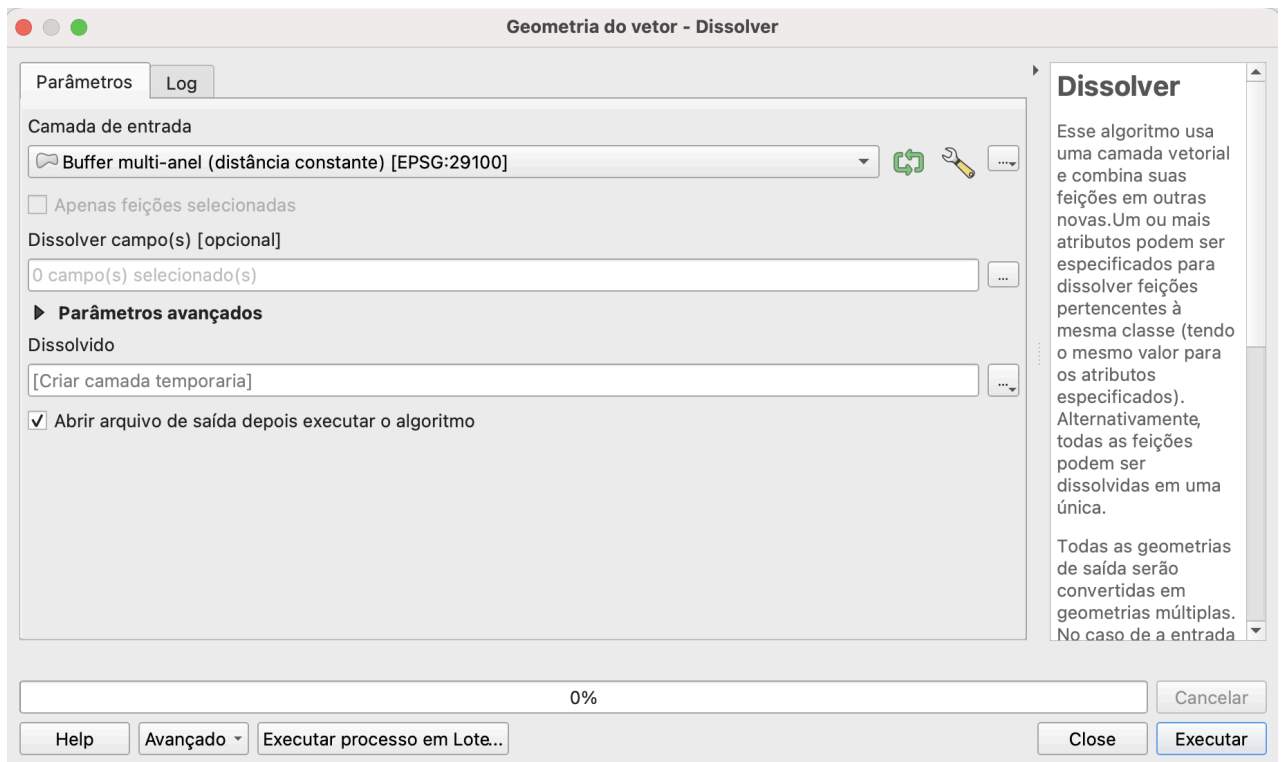 Geometria do vetor - Dissolver
Parâmetros
Log
Camada de entrada
Buffer multi-anel (distância constante) [EPSG:29100]
...
Apenas feições selecionadas
Dissolver campo(s) [opcional]
0 campo(s) selecionado(s)
...
Parâmetros avançados
Dissolvido
[Criar camada temporaria]
...
Abrir arquivo de saída depois executar o algoritmo
Dissolver
Esse algoritmo usa
uma camada vetorial
e combina suas
feições em outras
novas.Um ou mais
atributos podem ser
especificados para
dissolver feições
pertencentes à
mesma classe (tendo
o mesmo valor para
os atributos
especificados).
Alternativamente,
todas as feições
podem ser
dissolvidas em uma
única.
Todas as geometrias
de saída serão
convertidas em
geometrias múltiplas.
No caso de a entrada
0%
Cancelar
Help
Avançado
Executar processo em Lote...
Close
Executar